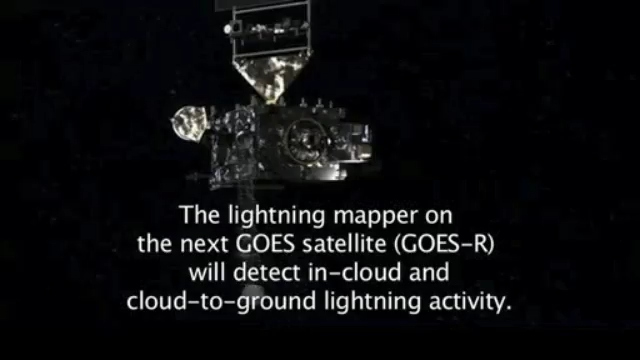 The lightning mapper on
the next GOES satellite (GOES-R)
will detect in-cloud and
cloud-to-ground lightning activity.